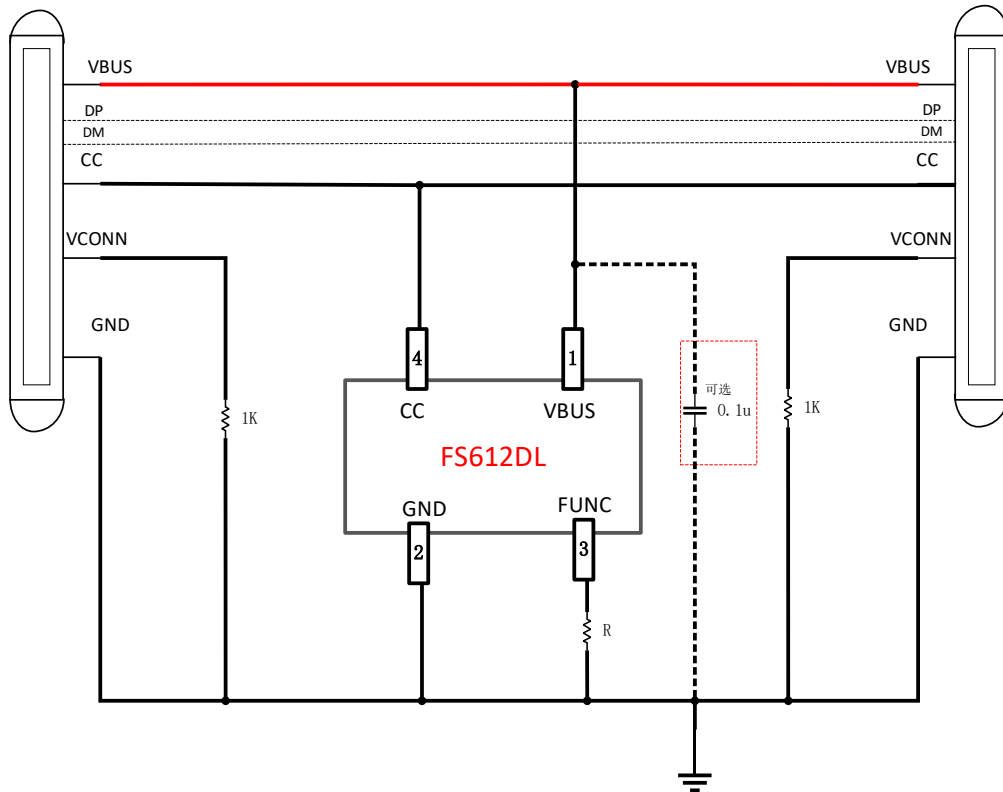 VBUS
VBUS
DP
DP
DM
DM
CC
CC
VCONN
VCONN
GND
GND
4
1
可选
0.1u
1K
1K
CC
VBUS
FS612DL
GND
FUNC
2
3
R